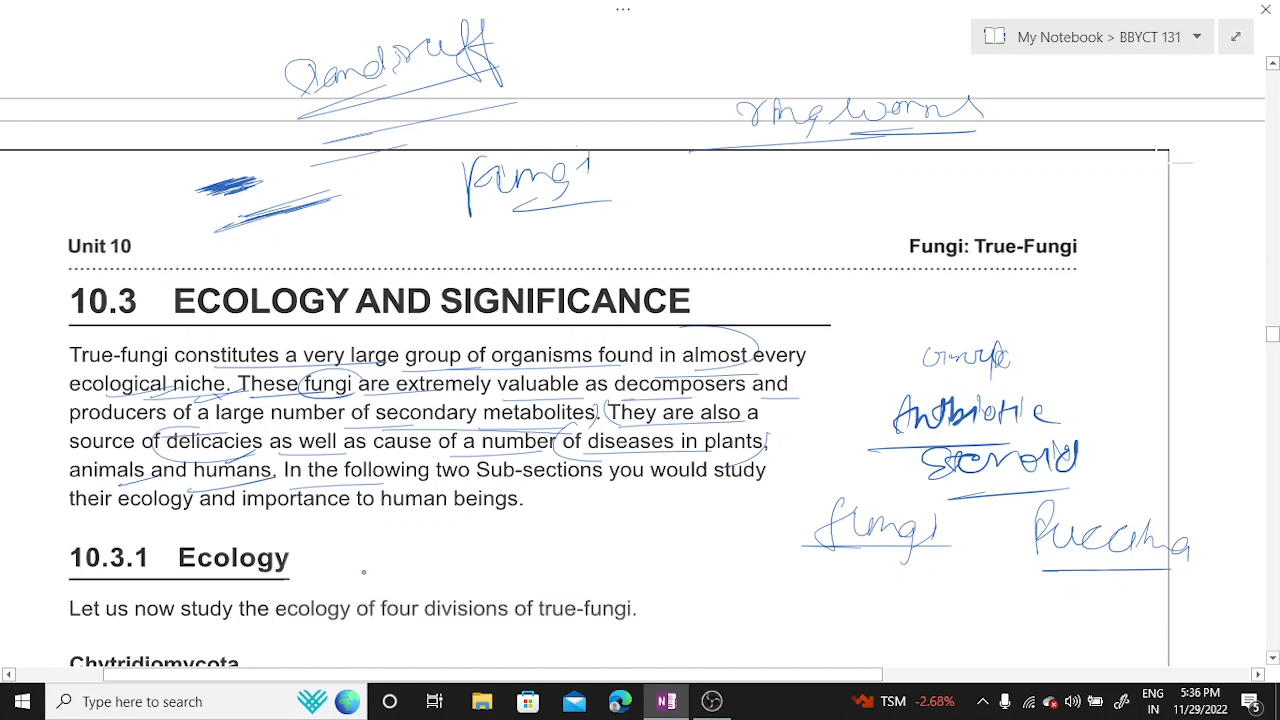 ...
My Notebook > BBYCT 131
dandruff
ringworms
Fungi
Unit 10
Fungi: True-Fungi
10.3 ECOLOGY AND SIGNIFICANCE
True-fungi constitutes a very large group of organisms found in almost every
ecological niche. These fungi are extremely valuable as decomposers and
producers of a large number of secondary metabolites. They are also a
source of delicacies as well as cause of a number of diseases in plants,
animals and humans. In the following two Sub-sections you would study
their ecology and importance to human beings.
Antibiotic
Steroid
fungi
Puccinia
10.3.1 Ecology
Let us now study the ecology of four divisions of true-fungi.
Chytridiomycota
Type here to search
TSM -2.68%
ENG
IN
5:36 PM
11/29/2022
5